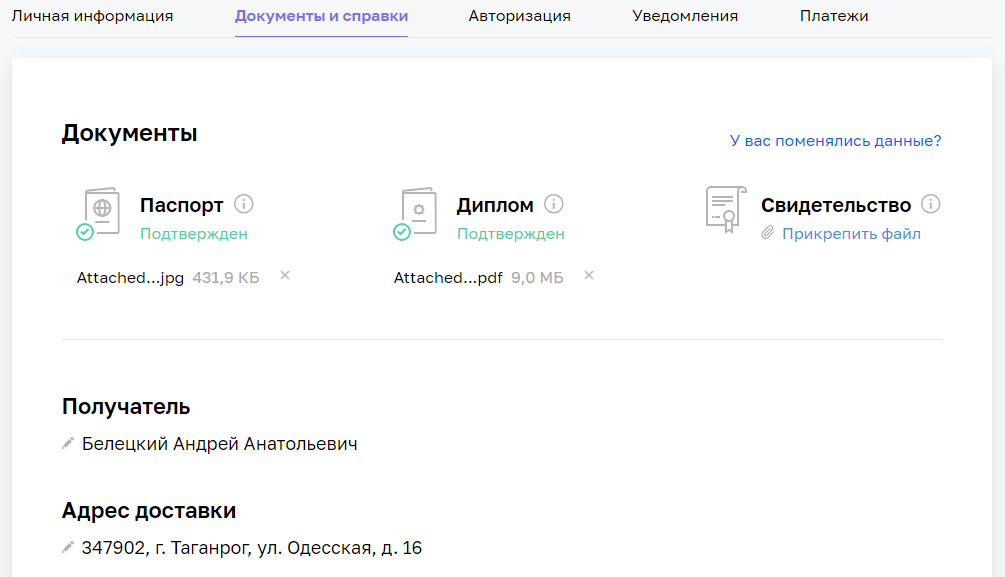 Личная информация Документы и справки Авторизация Уведомления Платежи
Документы
У вас поменялись данные?
Паспорт Диплом Свидетельство
Подтвержден Подтвержден Прикрепить файл
Attached...jpg 431,9 КБ × Attached...pdf 9,0 МБ ×
Получатель
Белецкий Андрей Анатольевич
Адрес доставки
347902, г. Таганрог, ул. Одесская, д. 16